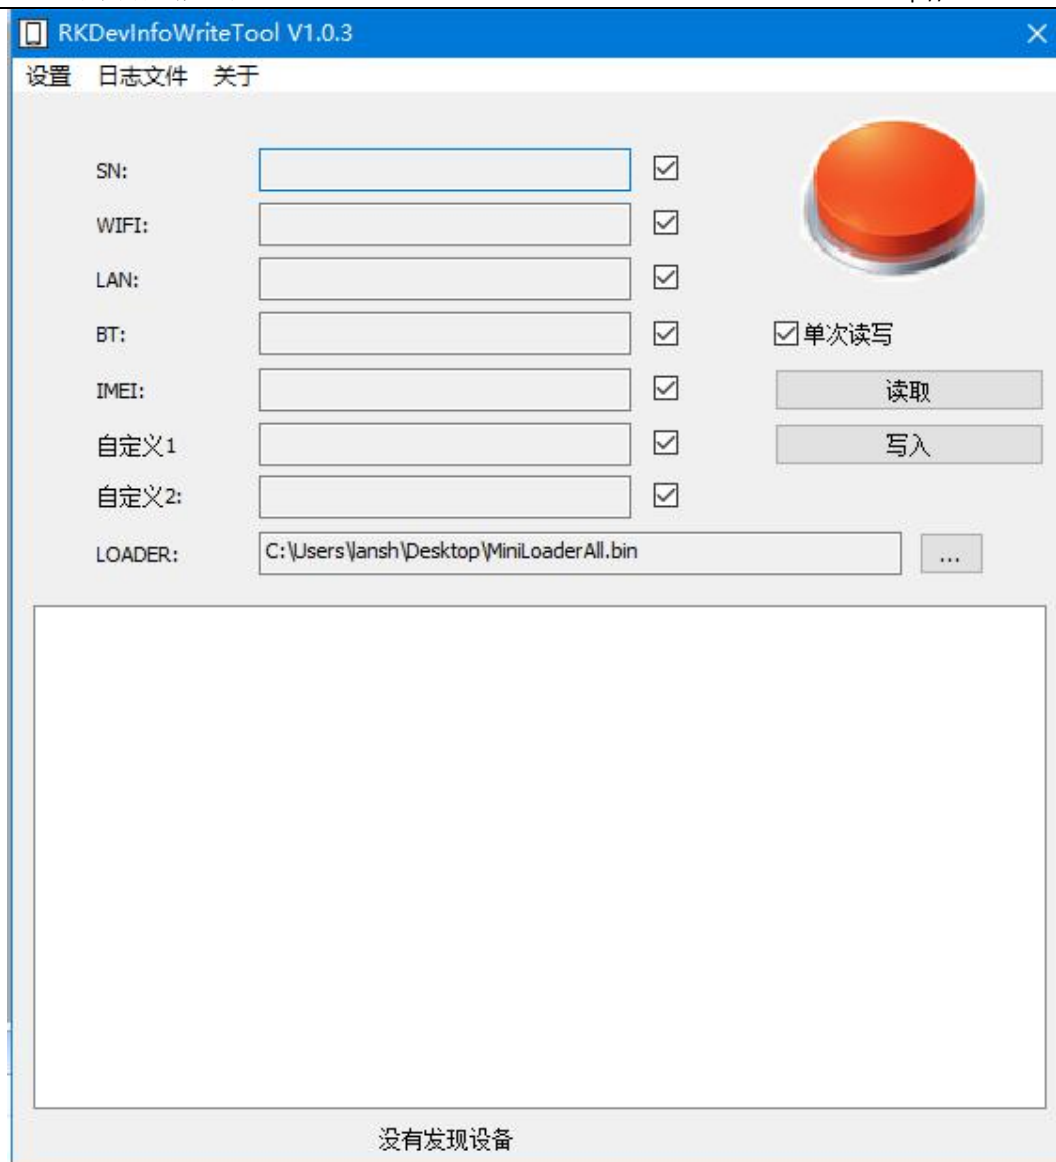 RKDevInfoWriteTool V1.0.3
设置 日志文件 关于
SN:
WIFI:
LAN:
BT:
单次读写
IMEI:
读取
自定义1
写入
自定义2:
LOADER: C:\Users\lansh\Desktop\MiniLoaderAll.bin ...
没有发现设备